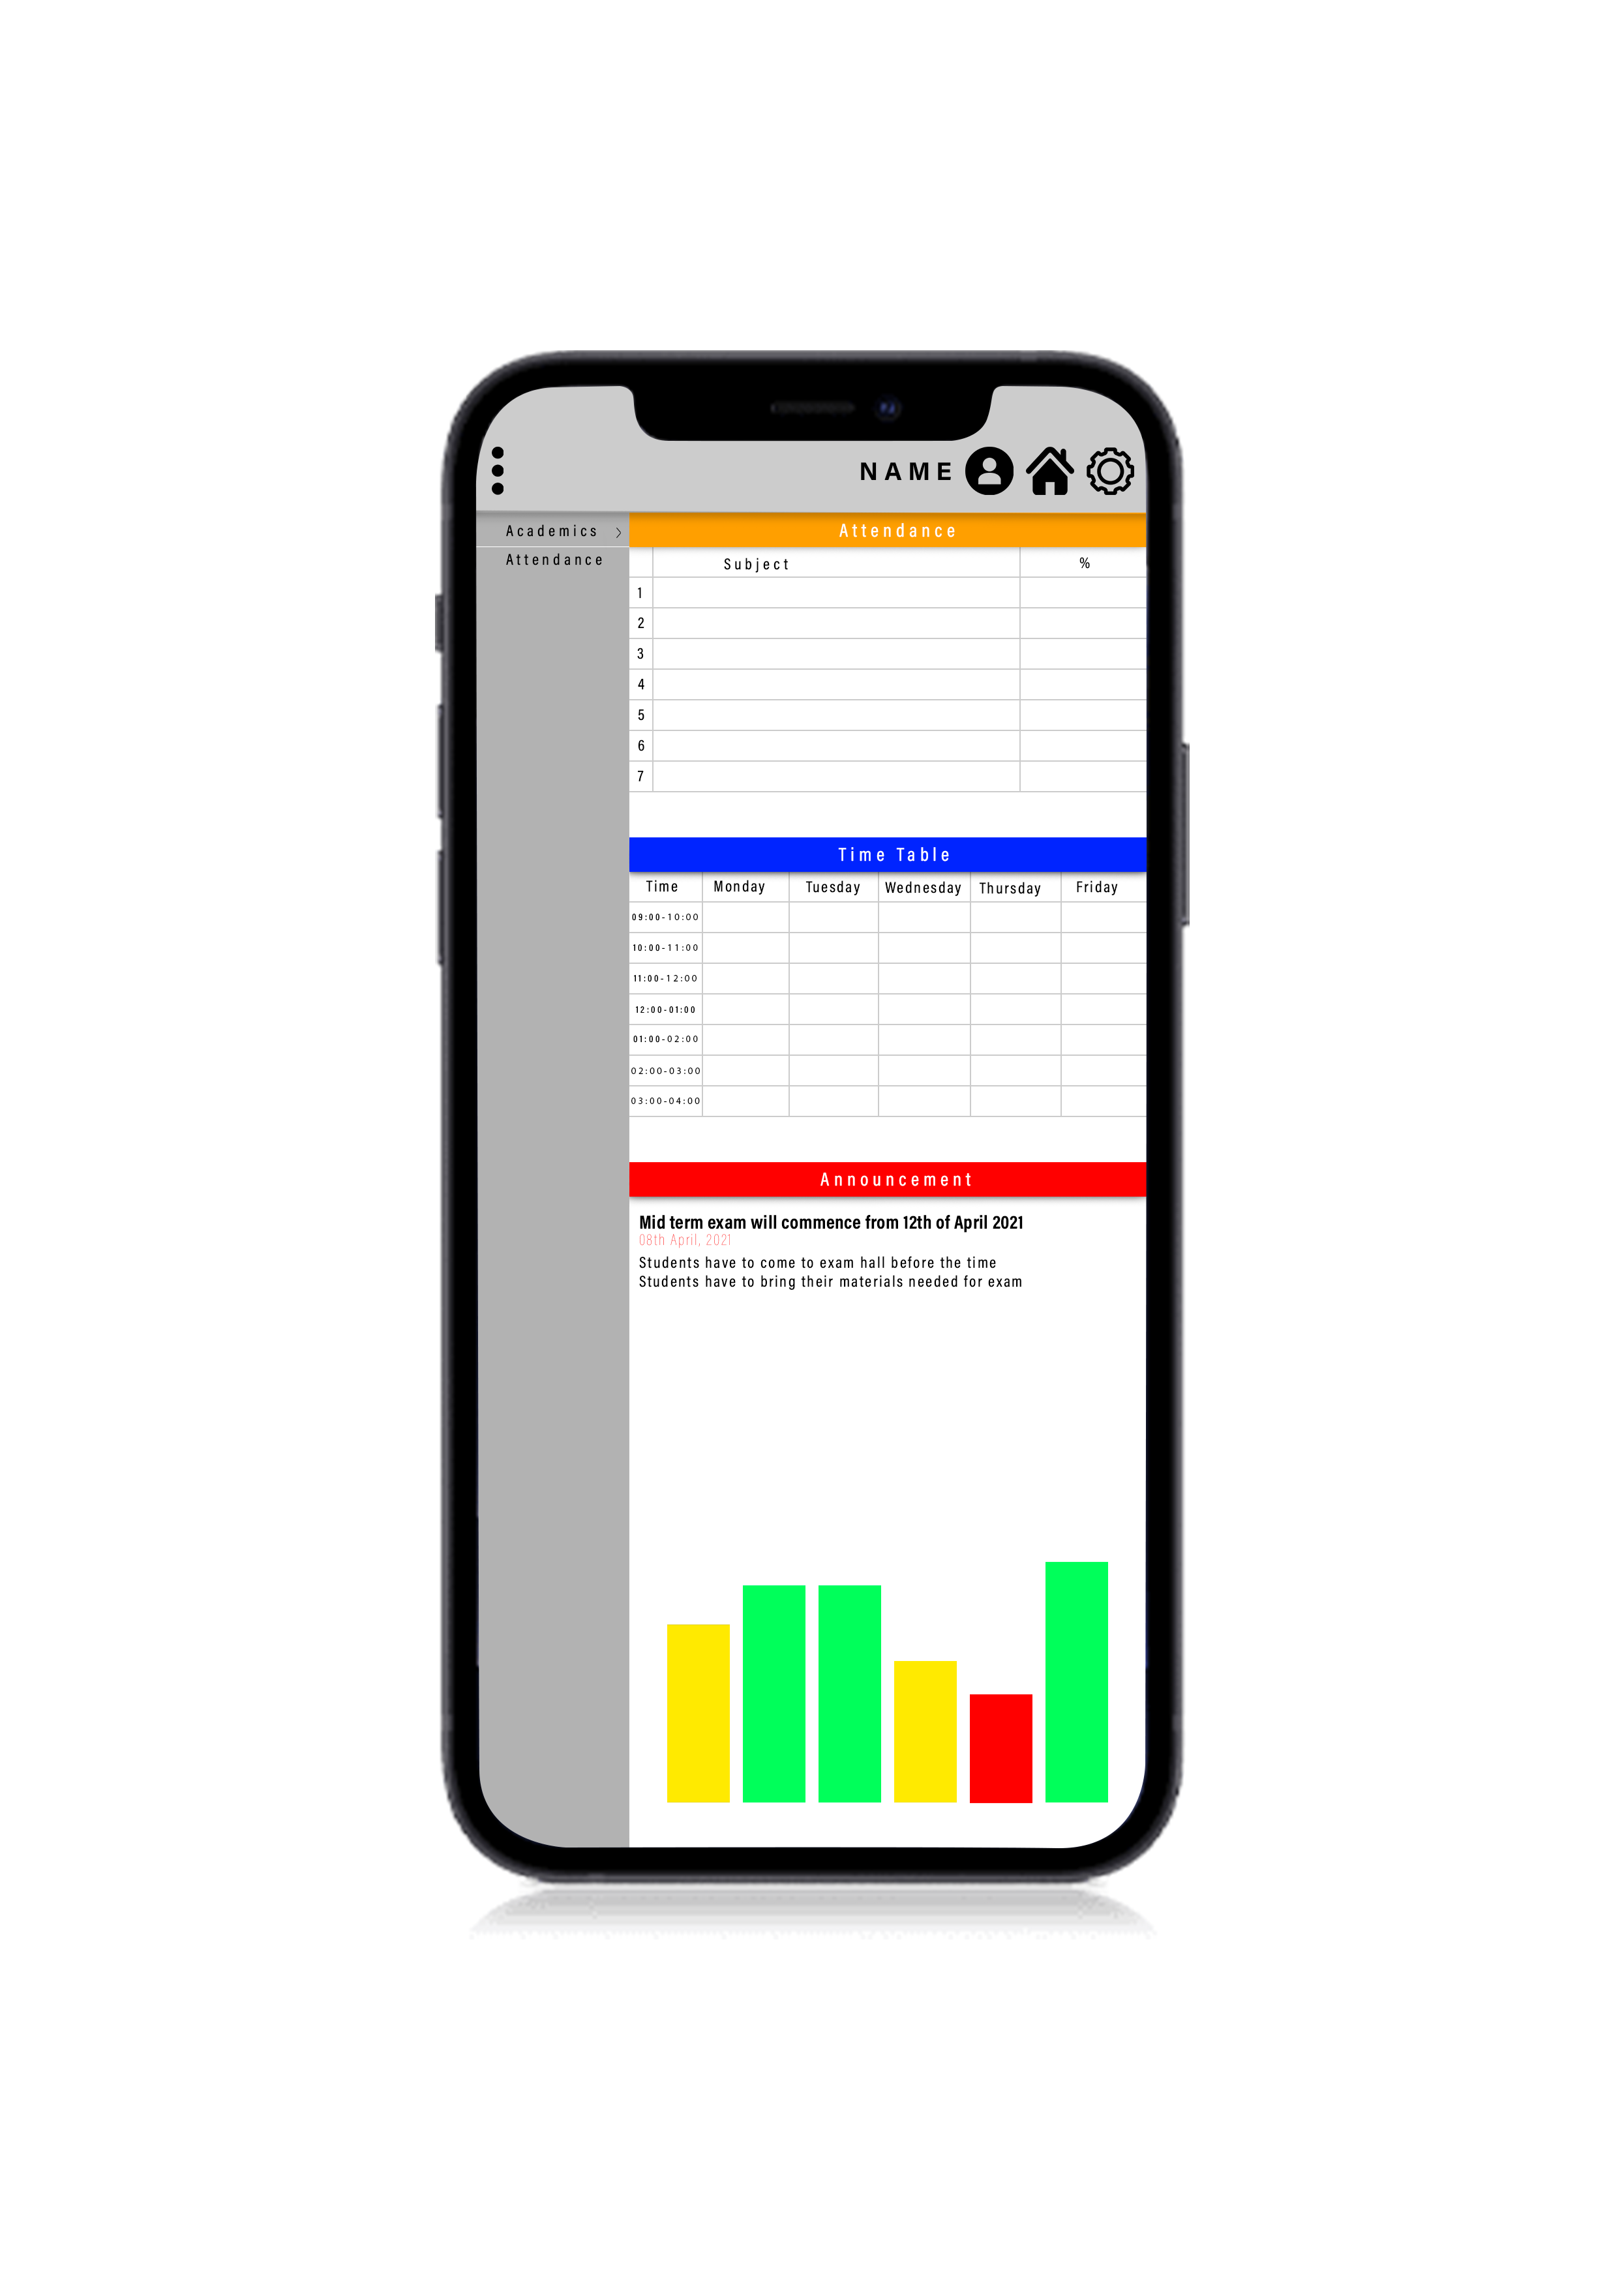 NAME
Academics
Attendance
Attendance
Subject %
1
2
3
4
5
6
7
Time Table
Time Monday Tuesday Wednesday Thursday Friday
09:00-10:00
10:00-11:00
11:00-12:00
12:00-01:00
01:00-02:00
02:00-03:00
03:00-04:00
Announcement
Mid term exam will commence from 12th of April 2021
08th April, 2021
Students have to come to exam hall before the time
Students have to bring their materials needed for exam